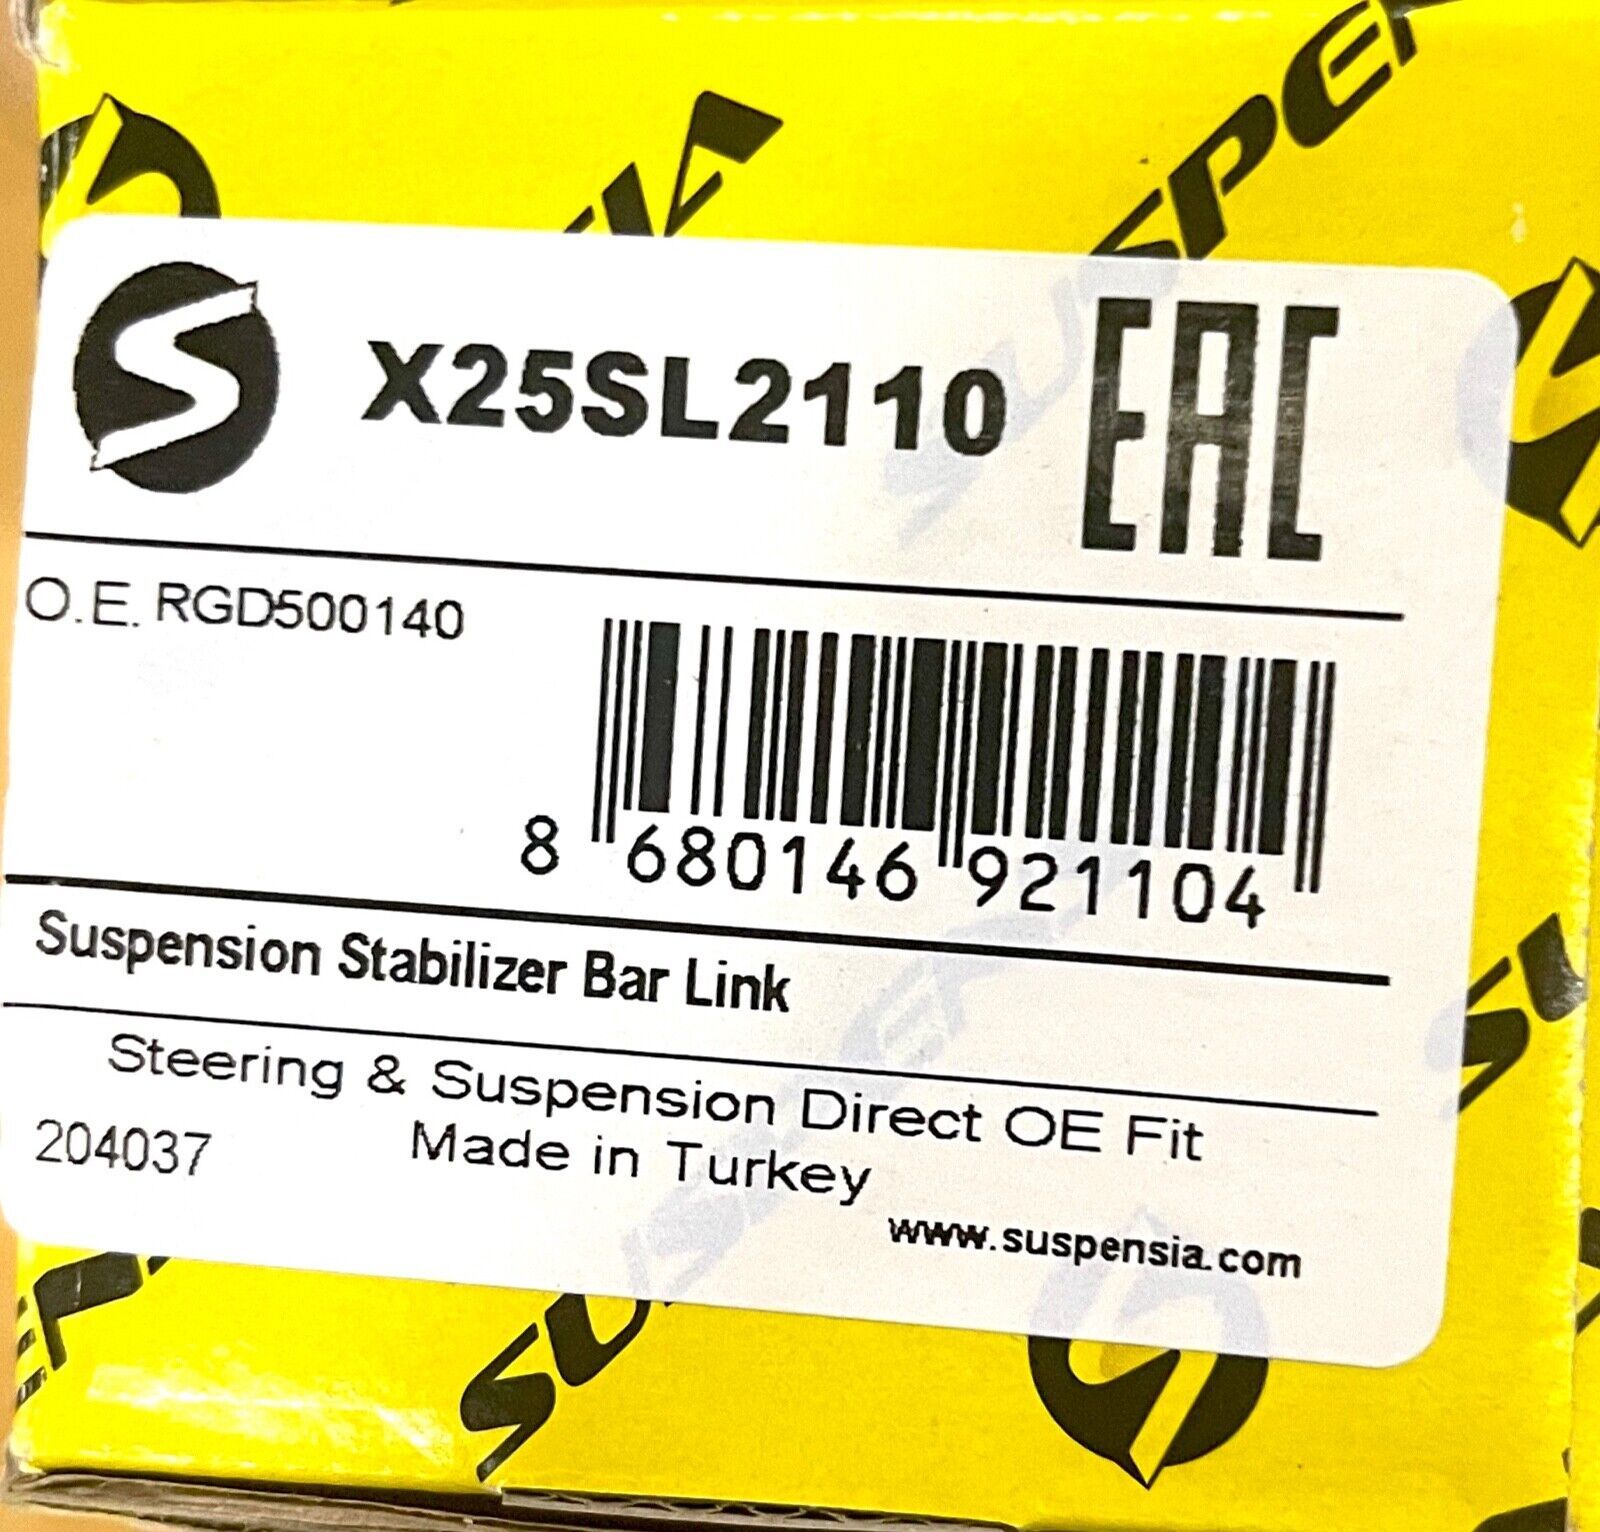 SUSPEN
X25SL2110
EAC
O.E. RGD500140
8 680146 921104
Suspension Stabilizer Bar Link
Steering & Suspension Direct OE Fit
204037
Made in Turkey
www.suspensia.com